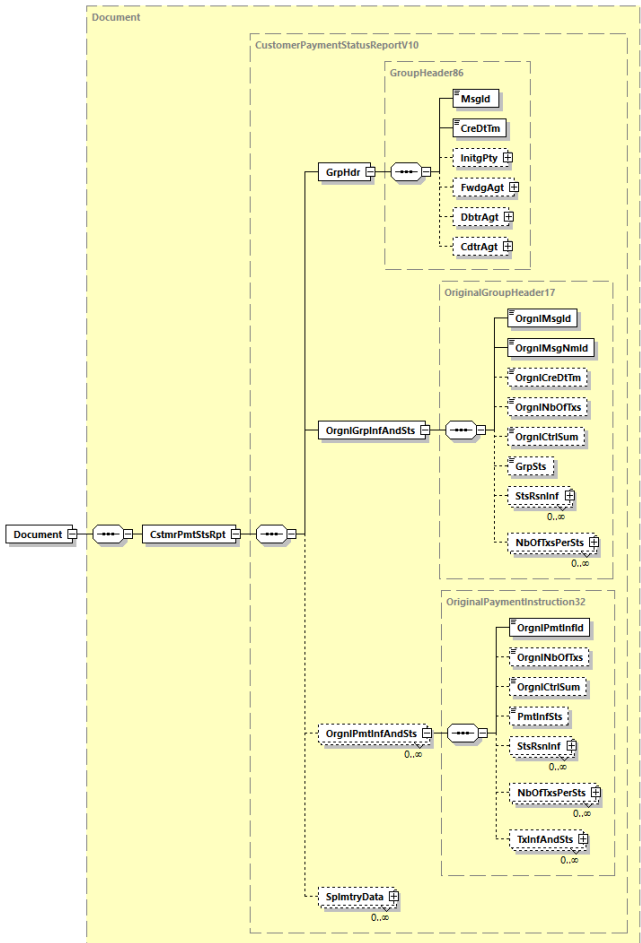 Document
CustomerPaymentStatusReportV10
GroupHeader86
MsgId
CreDtTm
InitgPty
GrpHdr
FwdgAgt
DbtrAgt
CdtrAgt
OriginalGroupHeader17
OrgnlMsgId
OrgnlMsgNmId
OrgnlCreDtTm
OrgnlNbOfTxs
OrgnlGrpInfAndSts
OrgnlCtrlSum
GrpSts
StsRsnInf
0..∞
Document
CstmrPmtStsRpt
NbOfTxsPerSts
0..∞
OriginalPaymentInstruction32
OrgnlPmtInfId
OrgnlNbOfTxs
OrgnlCtrlSum
PmtInfSts
OrgnlPmtInfAndSts
0..∞
StsRsnInf
0..∞
NbOfTxsPerSts
0..∞
TxInfAndSts
0..∞
SplmtryData
0..∞